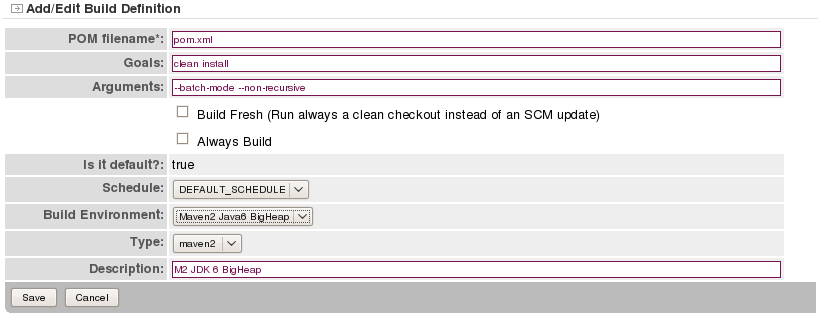 Add/Edit Build Definition
POM filename*: pom.xml
Goals: clean install
Arguments: --batch-mode --non-recursive
Build Fresh (Run always a clean checkout instead of an SCM update)
Always Build
Is it default?: true
Schedule: DEFAULT_SCHEDULE
Build Environment: Maven2 Java6 BigHeap
Type: maven2
Description: M2 JDK 6 BigHeap
Save Cancel